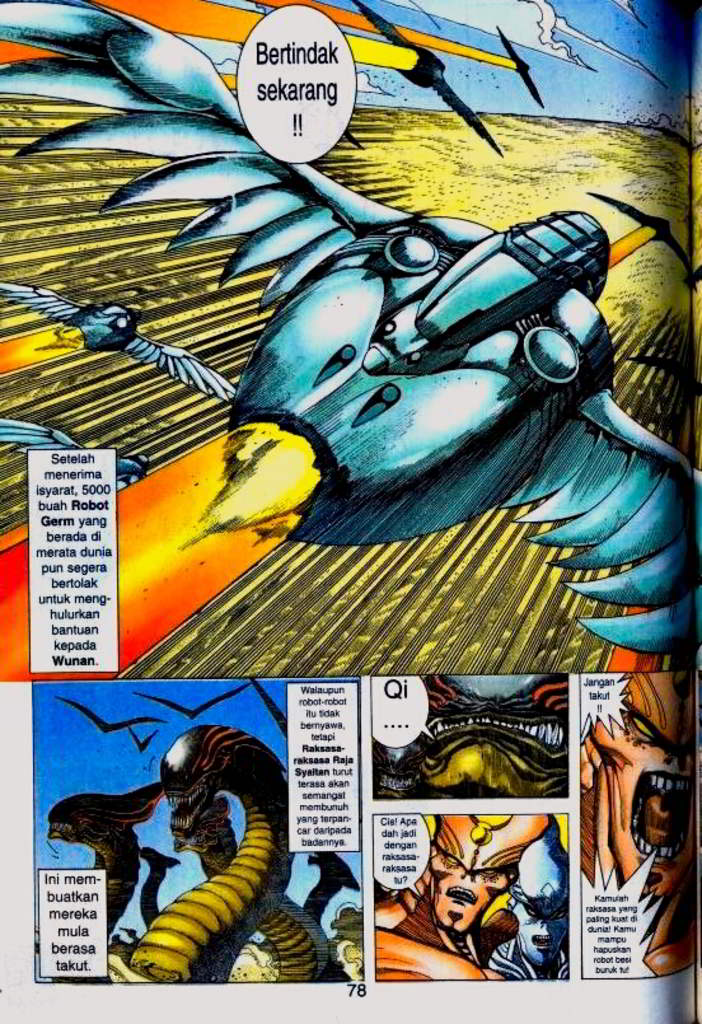 Bertindak
sekarang
!!
Setelah
menerima
isyarat, 5000
buah Robot
Germ yang
berada di
merata dunia
pun segera
bertolak
untuk meng-
hulurkan
bantuan
kepada
Wunan.
Walaupun
robot-robot
itu tidak
bernyawa,
tetapi
Raksasa-
raksasa Raja
Syaitan turut
terasa akan
semangat
membunuh
yang terpan-
car daripada
badannya.
Ini mem-
buatkan
mereka
mula
berasa
takut.
Qi
....
Cis! Apa
dah jadi
dengan
raksasa-
raksasa
tu?
Jangan
takut
!!
Kamulah
raksasa yang
paling kuat di
dunia! Kamu
mampu
hapuskan
robot besi
buruk tu!
78